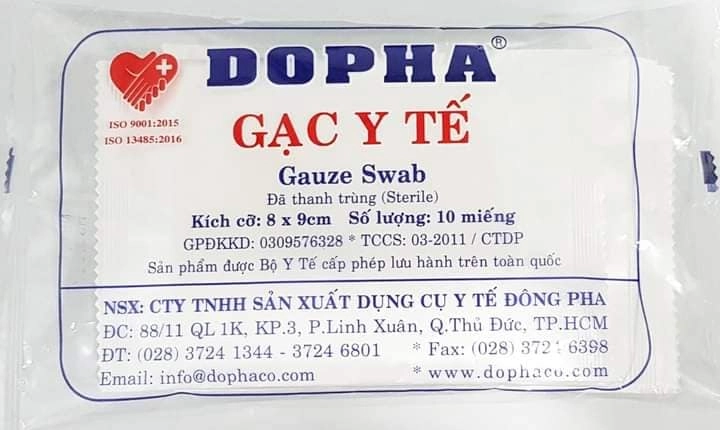 DOPHA®
ISO 9001:2015
ISO 13485:2016
GẠC Y TẾ
Gauze Swab
Đã thanh trùng (Sterile)
Kích cỡ: 8 x 9cm Số lượng: 10 miếng
GPĐKKD: 0309576328 * TCCS: 03-2011 / CTDP
Sản phẩm được Bộ Y Tế cấp phép lưu hành trên toàn quốc
NSX: CTY TNHH SẢN XUẤT DỤNG CỤ Y TẾ ĐÔNG PHA
ĐC: 88/11 QL 1K, KP.3, P.Linh Xuân, Q.Thủ Đức, TP.HCM
ĐT: (028) 3724 1344 - 3724 6801 * Fax: (028) 3724 6398
Email: info@dophaco.com * www.dophaco.com